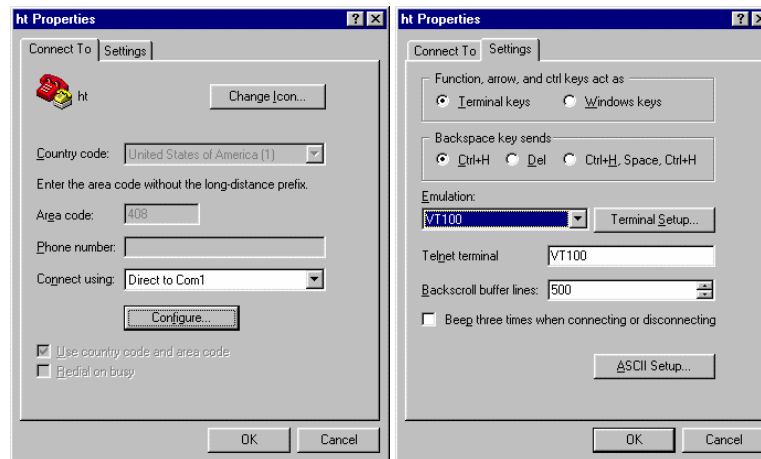 ht Properties
Connect To
Settings
ht
Change Icon...
Country code:
United States of America (1)
Enter the area code without the long-distance prefix.
Area code:
408
Phone number:
Connect using:
Direct to Com1
Configure...
Use country code and area code
Redial on busy
OK
Cancel
ht Properties
Connect To
Settings
Function, arrow, and ctrl keys act as
Terminal keys
Windows keys
Backspace key sends
Ctrl+H
Del
Ctrl+H, Space, Ctrl+H
Emulation:
VT100
Terminal Setup...
Telnet terminal
VT100
Backscroll buffer lines:
500
Beep three times when connecting or disconnecting
ASCII Setup...
OK
Cancel